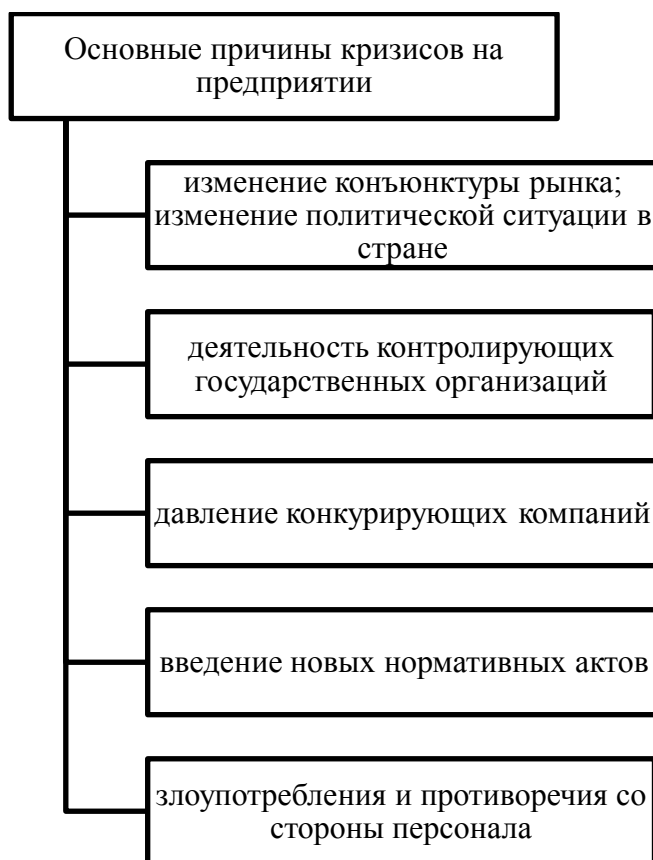 Основные причины кризисов на
предприятии
изменение конъюнктуры рынка;
изменение политической ситуации в
стране
деятельность контролирующих
государственных организаций
давление конкурирующих компаний
введение новых нормативных актов
злоупотребления и противоречия со
стороны персонала